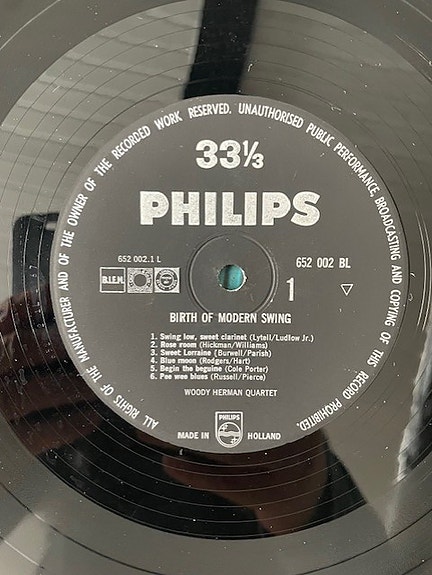 ALL RIGHTS OF THE MANUFACTURER AND OF THE OWNER OF THE RECORDED WORK RESERVED. UNAUTHORISED PUBLIC PERFORMANCE, BROADCASTING AND COPYING OF THIS RECORD PROHIBITED.
33⅓
PHILIPS
652 002.1 L
652 002 BL
B.I.E.M.
1
BIRTH OF MODERN SWING
1. Swing low, sweet clarinet (Lytell/Ludlow Jr.)
2. Rose room (Hickman/Williams)
3. Sweet Lorraine (Burwell/Parish)
4. Blue moon (Rodgers/Hart)
5. Begin the beguine (Cole Porter)
6. Pee wee blues (Russell/Pierce)
WOODY HERMAN QUARTET
PHILIPS
MADE IN HOLLAND